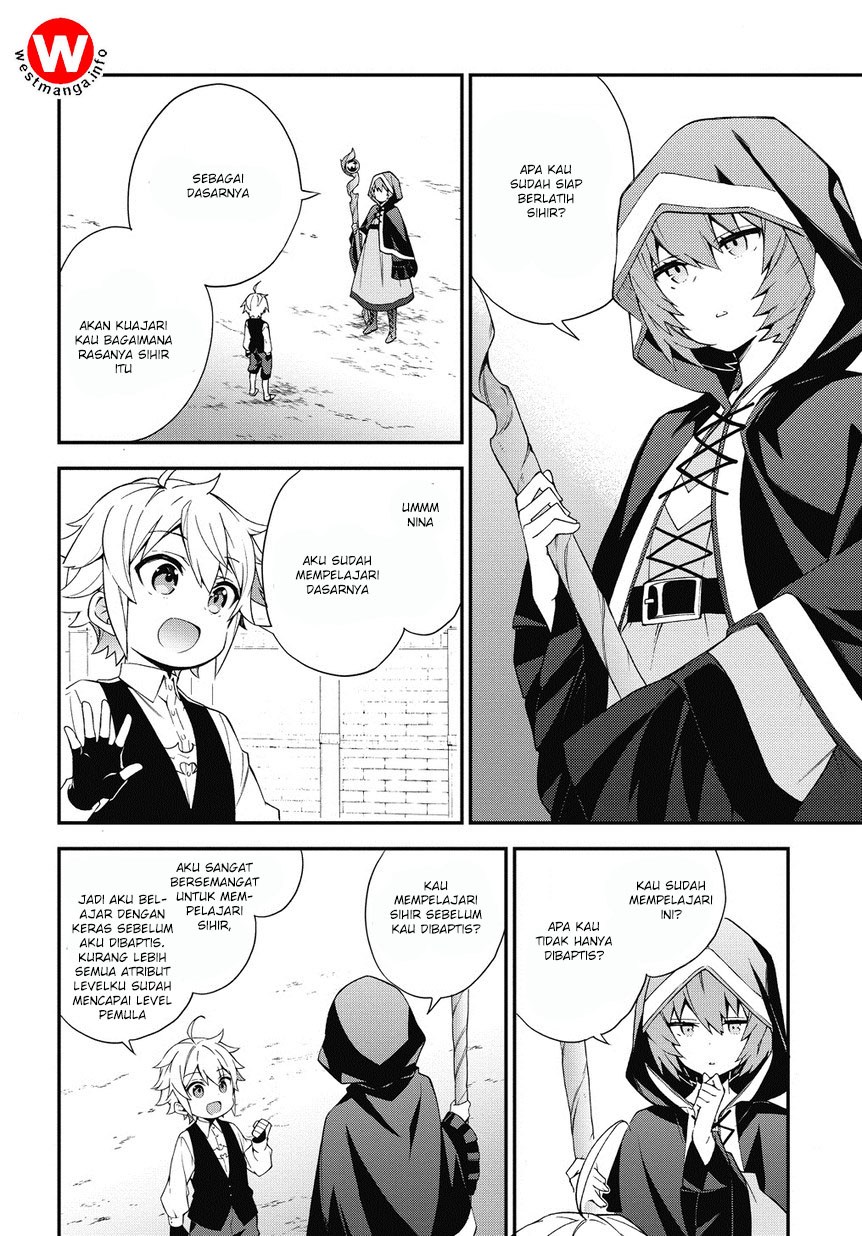 W
westmanga.info
APA KAU
SUDAH SIAP
BERLATIH
SIHIR?
SEBAGAI
DASARNYA
AKAN KUAJARI
KAU BAGAIMANA
RASANYA SIHIR
ITU
UMMM
NINA
AKU SUDAH
MEMPELAJARI
DASARNYA
KAU SUDAH
MEMPELAJARI
INI?
APA KAU
TIDAK HANYA
DIBAPTIS?
KAU
MEMPELAJARI
SIHIR SEBELUM
KAU DIBAPTIS?
AKU SANGAT
BERSEMANGAT
UNTUK MEM-
PELAJARI
SIHIR,
JADI AKU BEL-
AJAR DENGAN
KERAS SEBELUM
AKU DIBAPTIS.
KURANG LEBIH
SEMUA ATRIBUT
LEVELKU SUDAH
MENCAPAI LEVEL
PEMULA